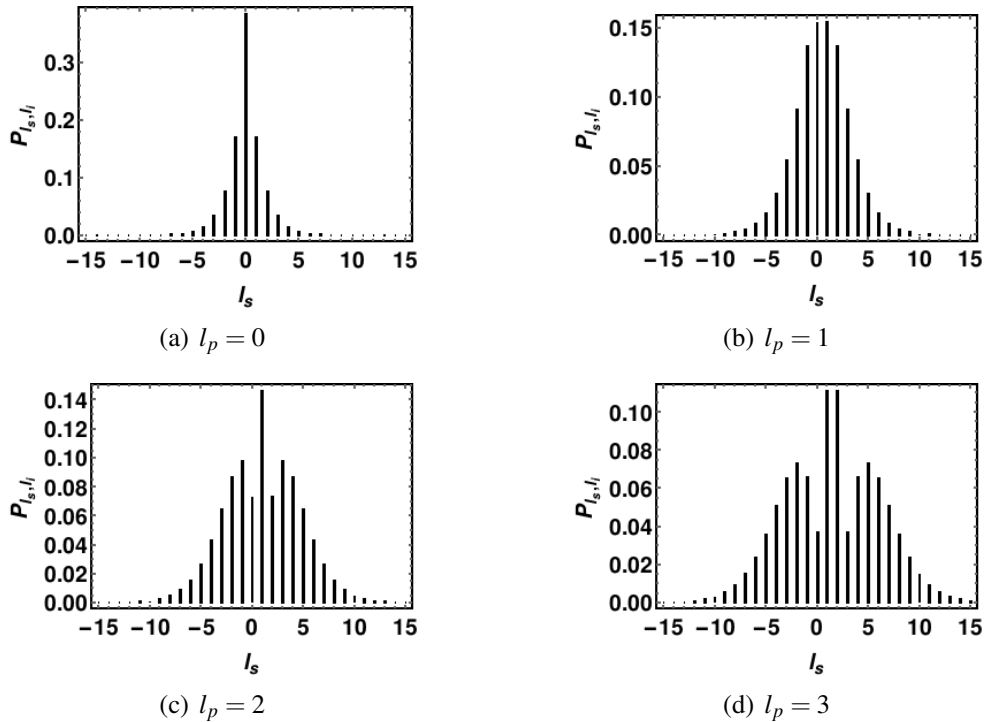 0.3
0.2
0.1
0.0
P_{l_s,l_i}
−15 −10 −5 0 5 10 15
l_s
(a) l_p = 0
0.15
0.10
0.05
0.00
P_{l_s,l_i}
−15 −10 −5 0 5 10 15
l_s
(b) l_p = 1
0.14
0.12
0.10
0.08
0.06
0.04
0.02
0.00
P_{l_s,l_i}
−15 −10 −5 0 5 10 15
l_s
(c) l_p = 2
0.10
0.08
0.06
0.04
0.02
0.00
P_{l_s,l_i}
−15 −10 −5 0 5 10 15
l_s
(d) l_p = 3